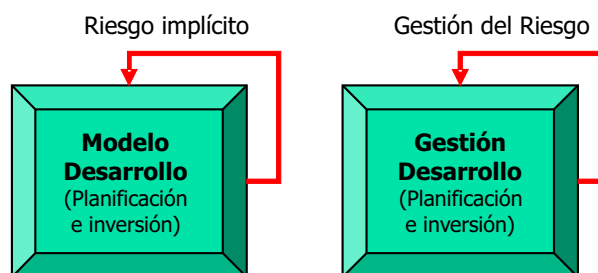 Riesgo implícito
Gestión del Riesgo
Modelo
Desarrollo
(Planificación
e inversión)
Gestión
Desarrollo
(Planificación
e inversión)